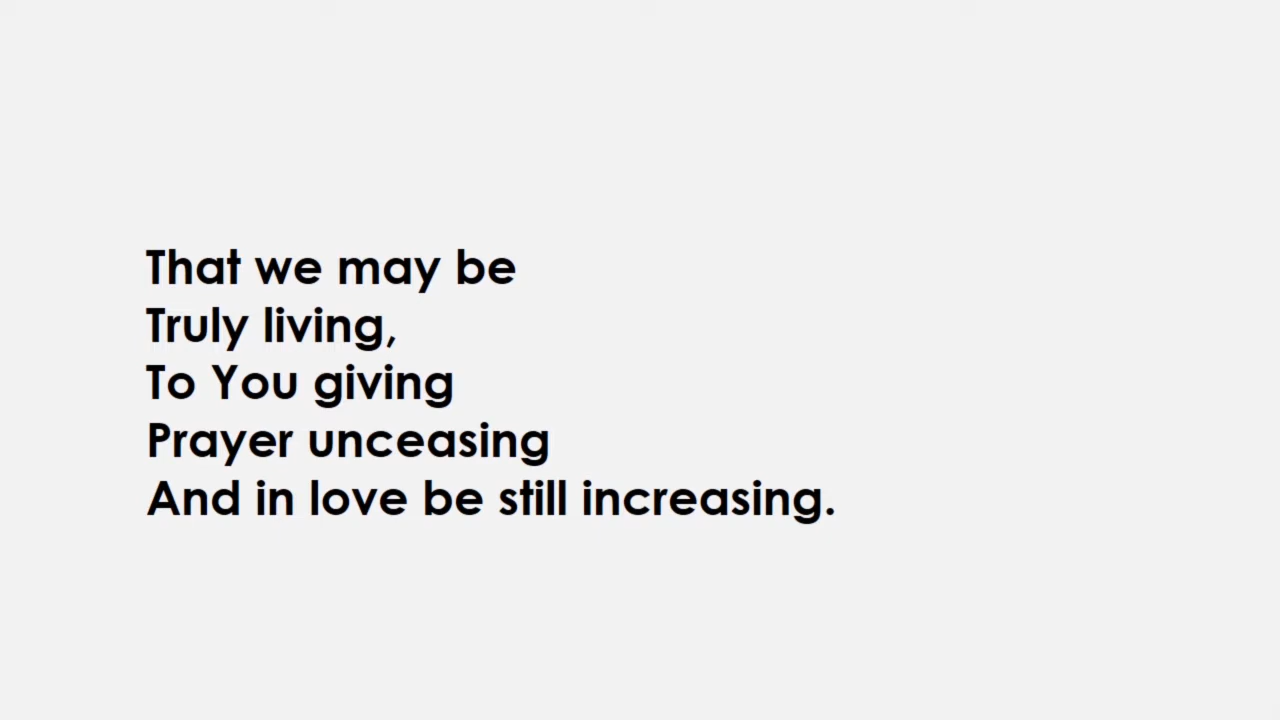 That we may be
Truly living,
To You giving
Prayer unceasing
And in love be still increasing.